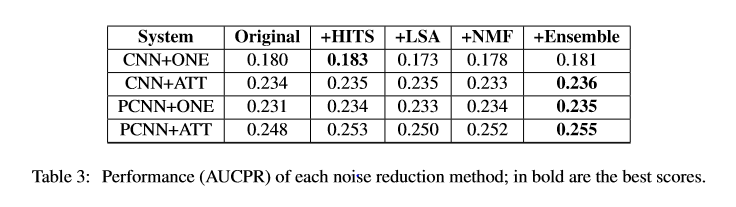 System Original +HITS +LSA +NMF +Ensemble
CNN+ONE 0.180 0.183 0.173 0.178 0.181
CNN+ATT 0.234 0.235 0.235 0.233 0.236
PCNN+ONE 0.231 0.234 0.233 0.234 0.235
PCNN+ATT 0.248 0.253 0.250 0.252 0.255
Table 3: Performance (AUCPR) of each noise reduction method; in bold are the best scores.